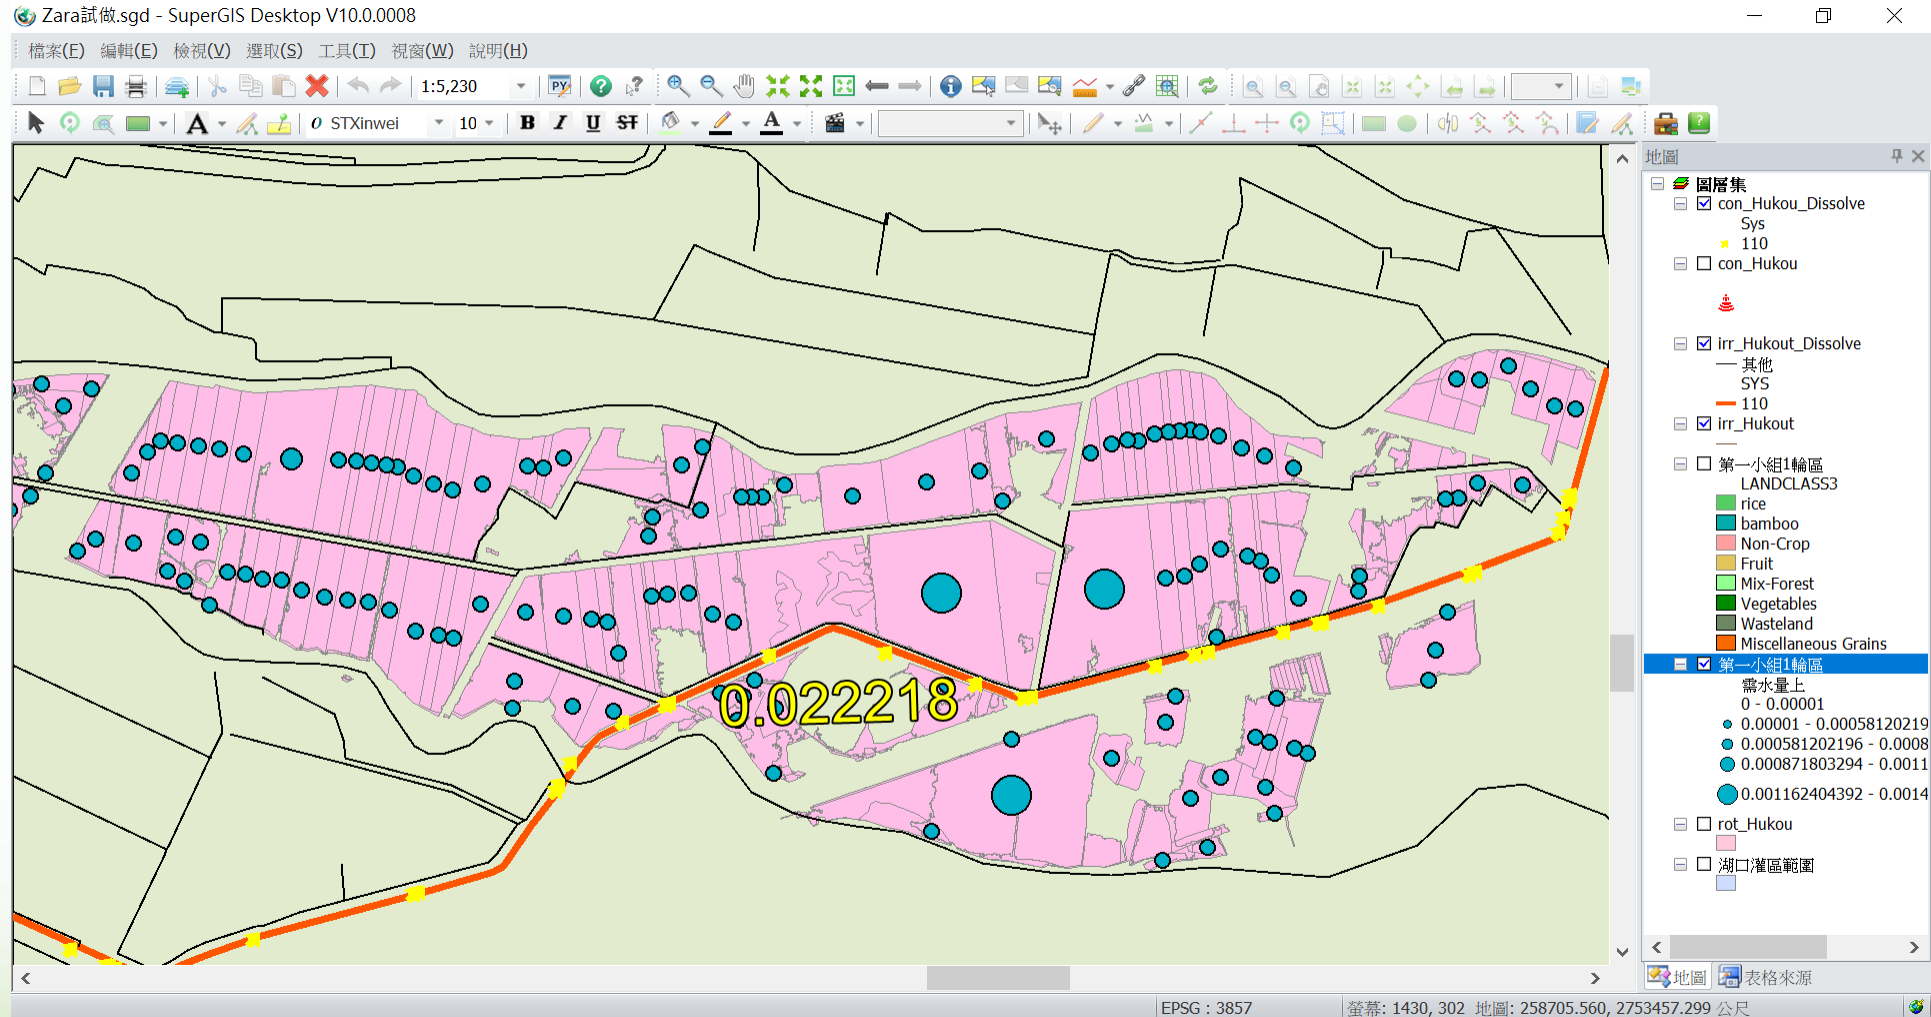 Zara試做.sgd - SuperGIS Desktop V10.0.0008
檔案(F) 編輯(E) 檢視(V) 選取(S) 工具(T) 視窗(W) 說明(H)
1:5,230
PY
STXinwei 10 B I U ST A
地圖
圖層集
con_Hukou_Dissolve
Sys
110
con_Hukou
irr_Hukout_Dissolve
其他
SYS
110
irr_Hukout
第一小組1輪區
LANDCLASS3
rice
bamboo
Non-Crop
Fruit
Mix-Forest
Vegetables
Wasteland
Miscellaneous Grains
第一小組1輪區
需水量上
0 - 0.00001
0.00001 - 0.00058120219
0.000581202196 - 0.0008
0.000871803294 - 0.0011
0.001162404392 - 0.0014
rot_Hukou
湖口灌區範圍
0.022218
地圖 表格來源
EPSG : 3857 螢幕: 1430, 302 地圖: 258705.560, 2753457.299 公尺